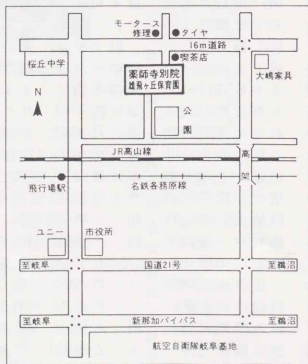 モータース
修理
タイヤ
16m道路
喫茶店
桜丘中学
薬師寺別院
雄飛ヶ丘保育園
大嶋家具
N
公
園
JR高山線
高
架
飛行場駅
名鉄各務原線
ユニー
市役所
至岐阜
国道21号
至鵜沼
至岐阜
新那加バイパス
至鵜沼
航空自衛隊岐阜基地